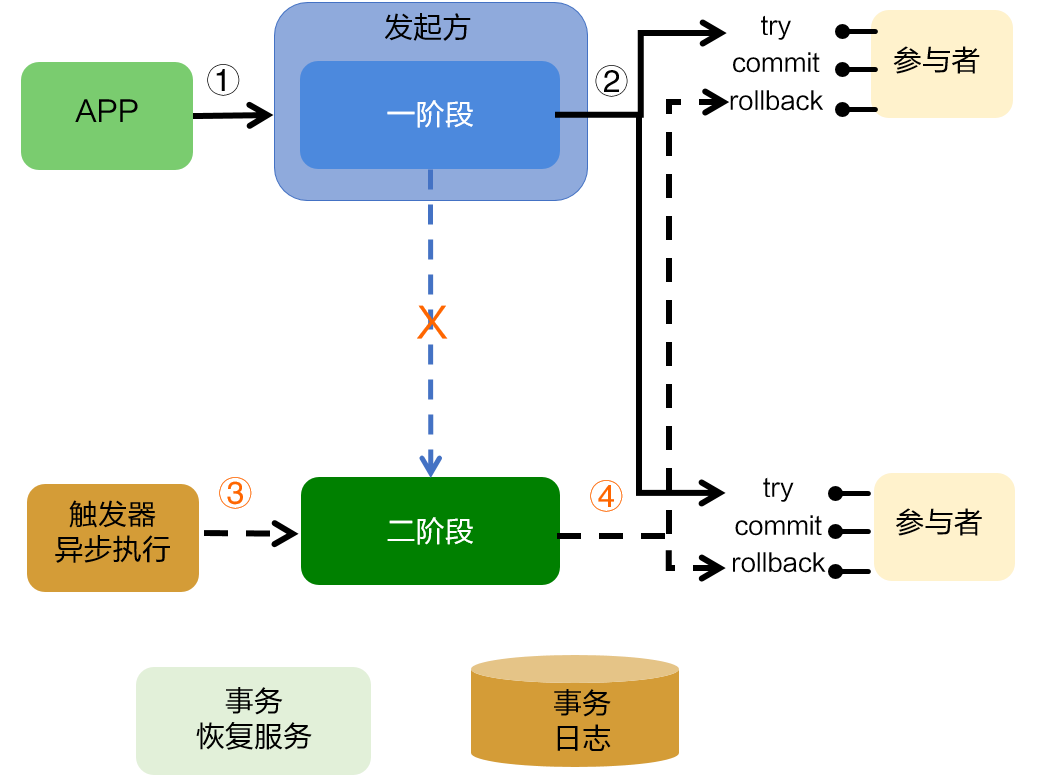 发起方
APP
①
一阶段
②
try
commit
rollback
参与者
X
触发器
异步执行
③
二阶段
④
try
commit
rollback
参与者
事务
恢复服务
事务
日志